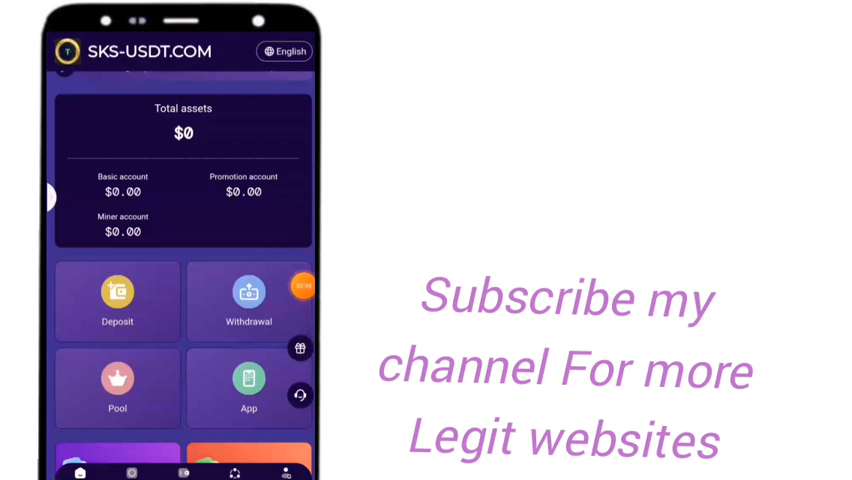 SKS-USDT.COM
English
Total assets
$0
Basic account
Promotion account
$0.00
$0.00
Miner account
$0.00
Deposit
Withdrawal
Pool
App
Subscribe my
channel For more
Legit websites